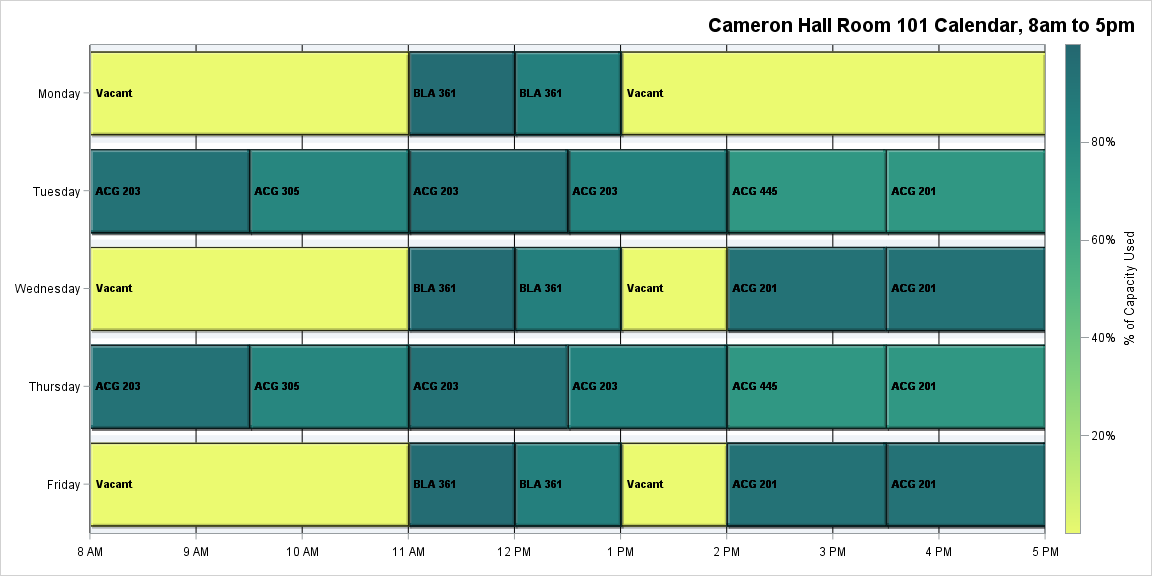 Cameron Hall Room 101 Calendar, 8am to 5pm
Monday
Vacant
BLA 361
BLA 361
Vacant
Tuesday
ACG 203
ACG 305
ACG 203
ACG 203
ACG 445
ACG 201
Wednesday
Vacant
BLA 361
BLA 361
Vacant
ACG 201
ACG 201
Thursday
ACG 203
ACG 305
ACG 203
ACG 203
ACG 445
ACG 201
Friday
Vacant
BLA 361
BLA 361
Vacant
ACG 201
ACG 201
8 AM
9 AM
10 AM
11 AM
12 PM
1 PM
2 PM
3 PM
4 PM
5 PM
80%
60%
40%
20%
% of Capacity Used